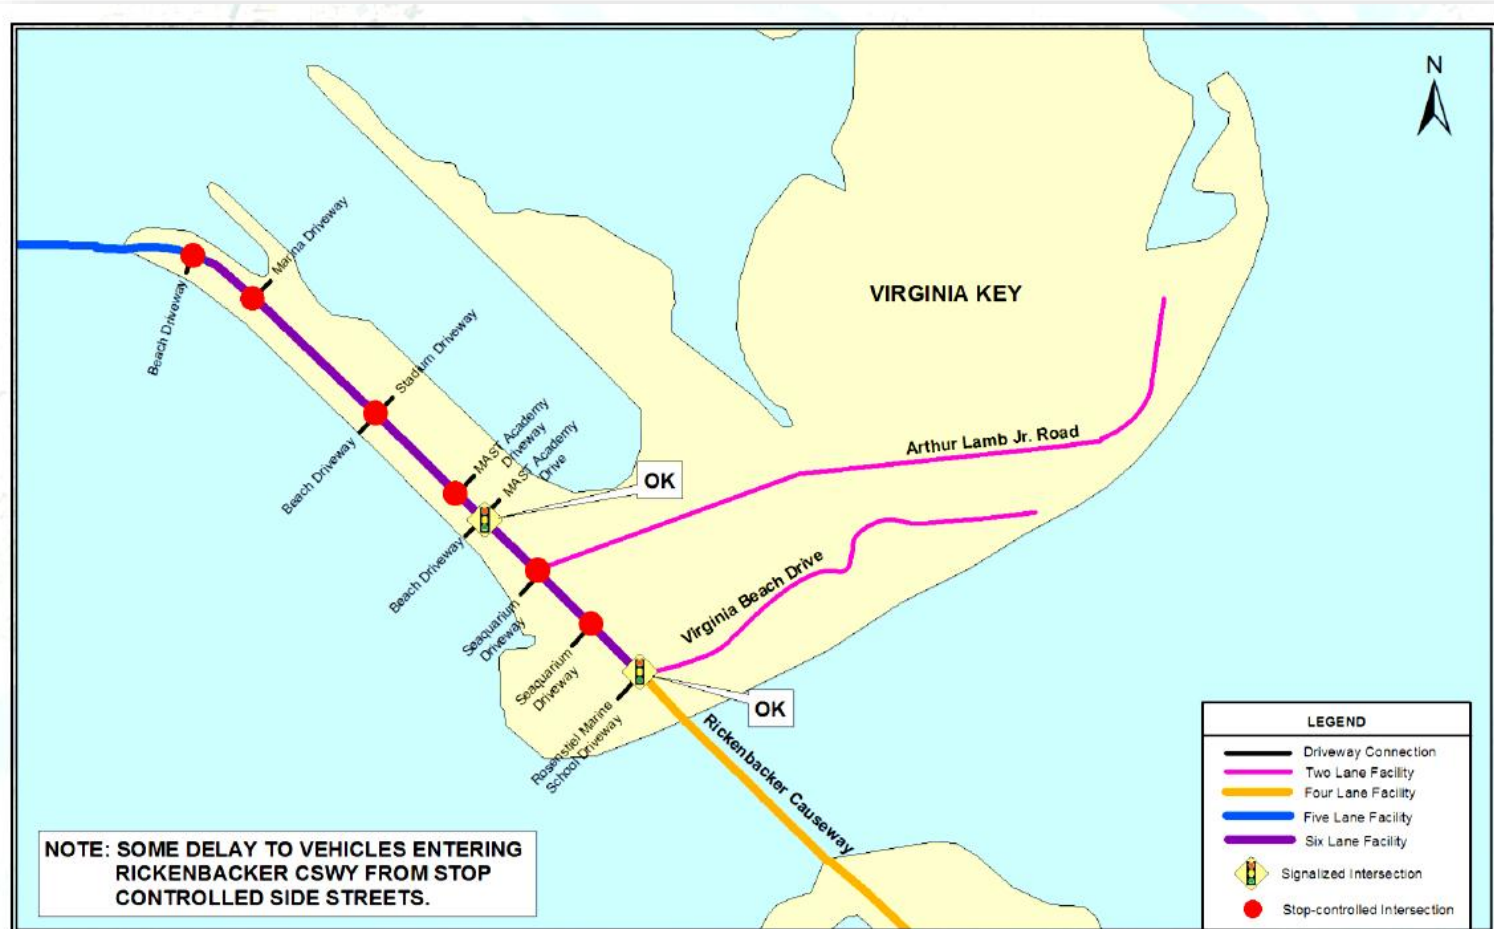 N
Marina Driveway
Beach Driveway
VIRGINIA KEY
Stadium Driveway
Beach Driveway
MAST Academy
Driveway
MAST Academy
Drive
OK
Arthur Lamb Jr. Road
Beach Driveway
Seaquarium
Driveway
Virginia Beach Drive
Seaquarium
Driveway
Rosenstiel Marine
School Driveway
OK
Rickenbacker Causeway
NOTE: SOME DELAY TO VEHICLES ENTERING
RICKENBACKER CSWY FROM STOP
CONTROLLED SIDE STREETS.
LEGEND
Driveway Connection
Two Lane Facility
Four Lane Facility
Five Lane Facility
Six Lane Facility
Signalized Intersection
Stop-controlled Intersection